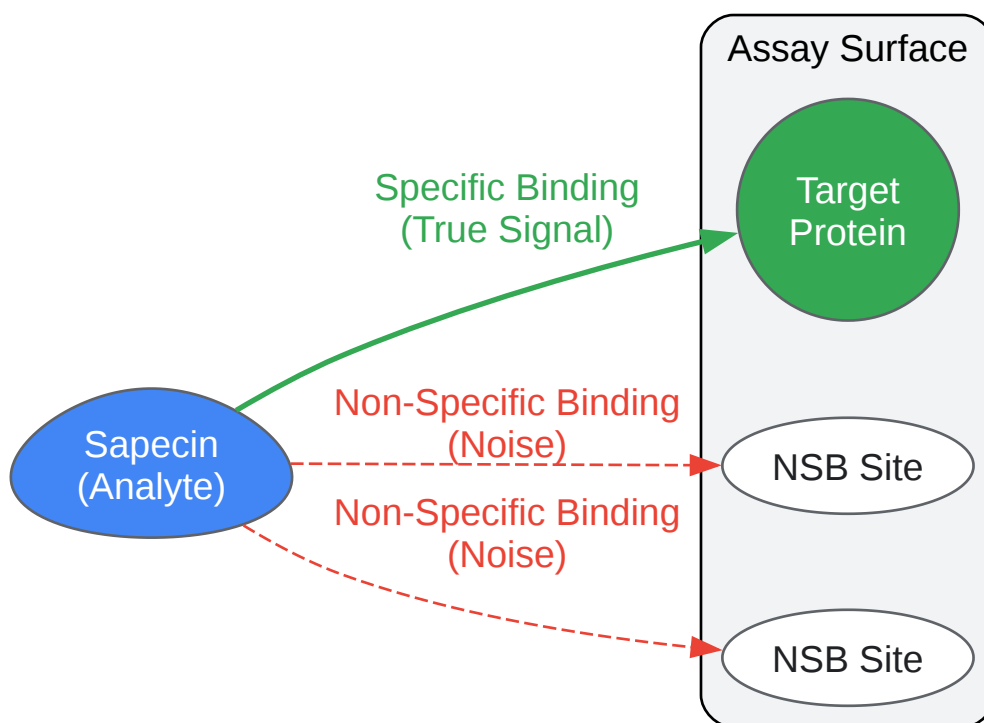 Assay Surface
Specific Binding
(True Signal)
Target
Protein
Non-Specific Binding
(Noise)
Sapecin
(Analyte)
NSB Site
Non-Specific Binding
(Noise)
NSB Site